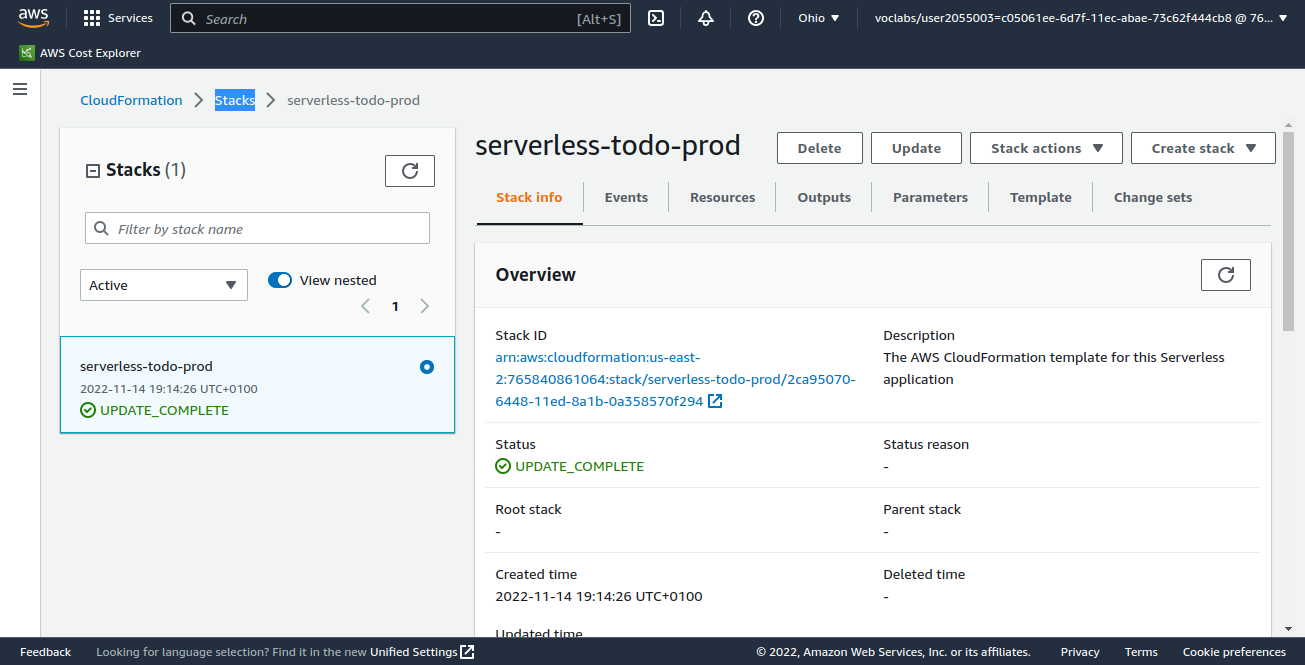 aws
Services
Search
[Alt+S]
Ohio
voclabs/user2055003=c05061ee-6d7f-11ec-abae-73c62f444cb8 @ 76...
AWS Cost Explorer
CloudFormation
Stacks
serverless-todo-prod
Stacks (1)
Filter by stack name
Active
View nested
1
serverless-todo-prod
2022-11-14 19:14:26 UTC+0100
UPDATE_COMPLETE
serverless-todo-prod
Delete
Update
Stack actions
Create stack
Stack info
Events
Resources
Outputs
Parameters
Template
Change sets
Overview
Stack ID
arn:aws:cloudformation:us-east-
2:765840861064:stack/serverless-todo-prod/2ca95070-
6448-11ed-8a1b-0a358570f294
Description
The AWS CloudFormation template for this Serverless
application
Status
UPDATE_COMPLETE
Status reason
-
Root stack
-
Parent stack
-
Created time
2022-11-14 19:14:26 UTC+0100
Deleted time
-
Updated time
Feedback
Looking for language selection? Find it in the new Unified Settings
© 2022, Amazon Web Services, Inc. or its affiliates.
Privacy
Terms
Cookie preferences